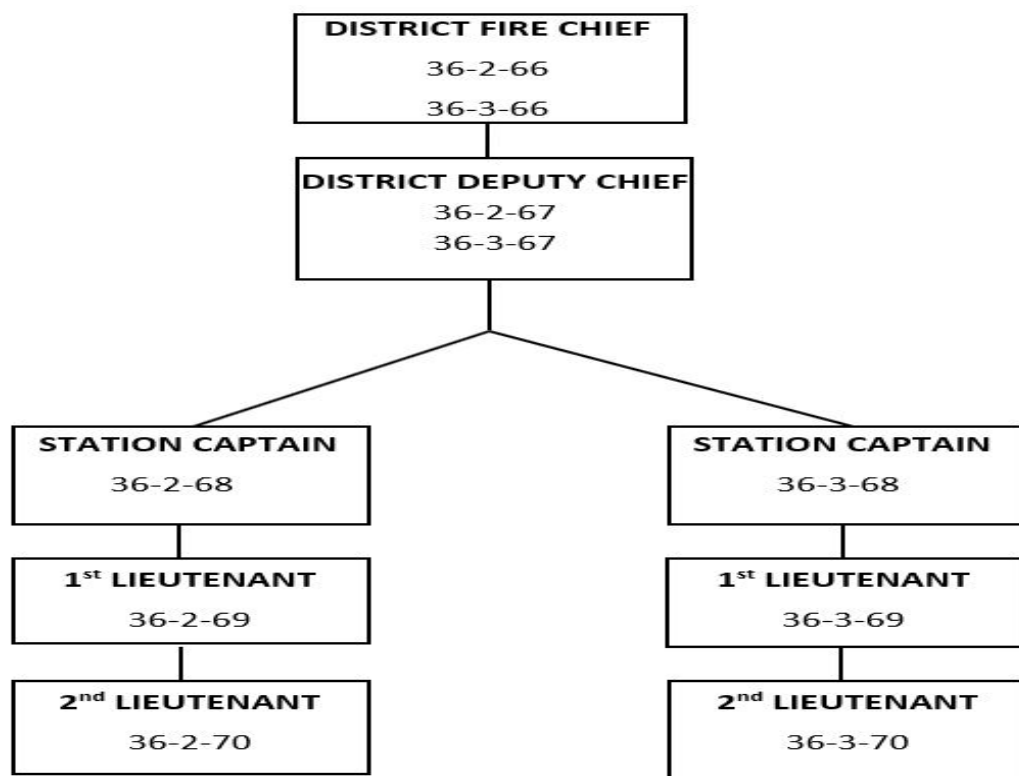 DISTRICT FIRE CHIEF
36-2-66
36-3-66
DISTRICT DEPUTY CHIEF
36-2-67
36-3-67
STATION CAPTAIN
36-2-68
1st LIEUTENANT
36-2-69
2nd LIEUTENANT
36-2-70
STATION CAPTAIN
36-3-68
1st LIEUTENANT
36-3-69
2nd LIEUTENANT
36-3-70